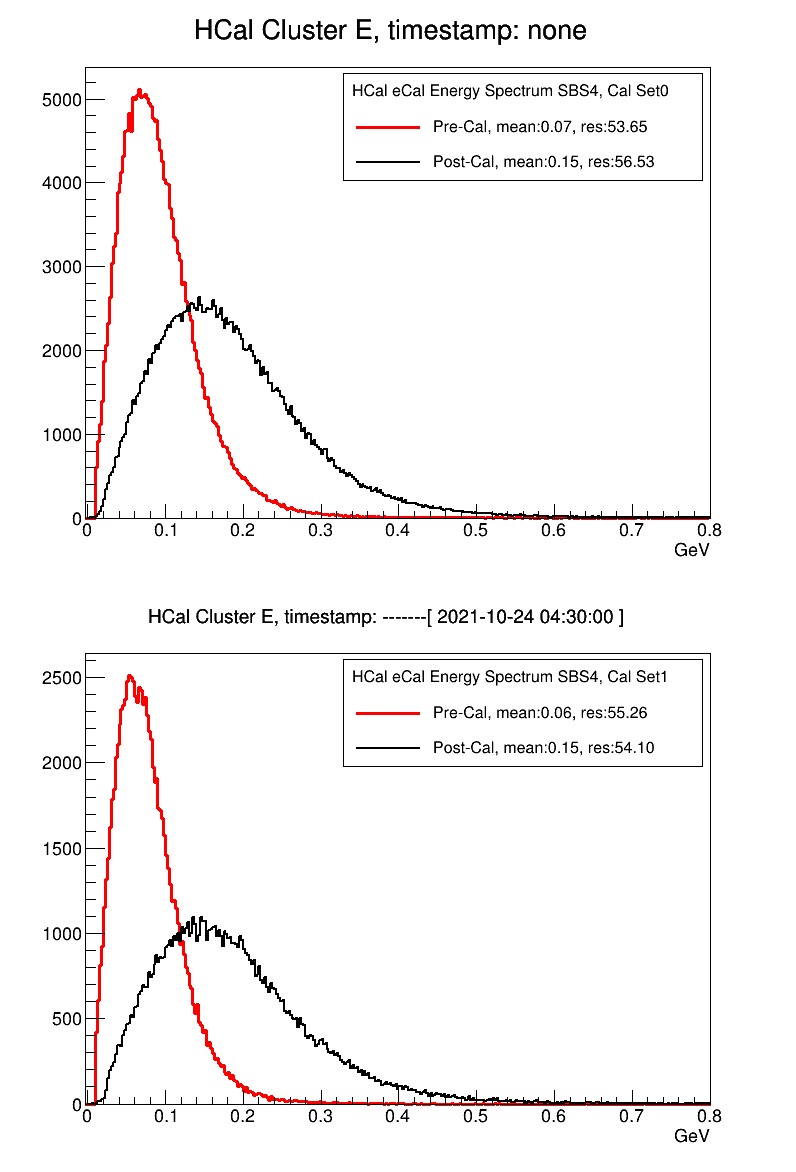 HCal Cluster E, timestamp: none
HCal eCal Energy Spectrum SBS4, Cal Set0
Pre-Cal, mean:0.07, res:53.65
Post-Cal, mean:0.15, res:56.53
5000
4000
3000
2000
1000
0
0 0.1 0.2 0.3 0.4 0.5 0.6 0.7 0.8
GeV
HCal Cluster E, timestamp: -------[ 2021-10-24 04:30:00 ]
HCal eCal Energy Spectrum SBS4, Cal Set1
Pre-Cal, mean:0.06, res:55.26
Post-Cal, mean:0.15, res:54.10
2500
2000
1500
1000
500
0
0 0.1 0.2 0.3 0.4 0.5 0.6 0.7 0.8
GeV